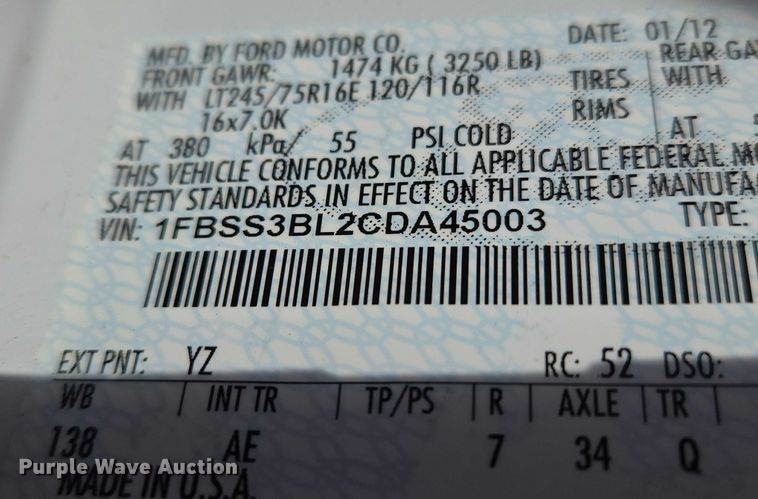 MFD. BY FORD MOTOR CO. DATE: 01/12
FRONT GAWR: 1474 KG ( 3250 LB) REAR
WITH LT245/75R16E 120/116R TIRES WITH
16x7.0K RIMS
AT 380 kPa/ 55 PSI COLD AT
THIS VEHICLE CONFORMS TO ALL APPLICABLE FEDERAL
SAFETY STANDARDS IN EFFECT ON THE DATE OF
VIN: 1FBSS3BL2CDA45003 TYPE:
EXT PNT: YZ RC: 52 DSO:
WB | INT TR | TP/PS | R | AXLE | TR
138 AE 7 34 Q
MADE IN U.S.A.
Purple Wave Auction